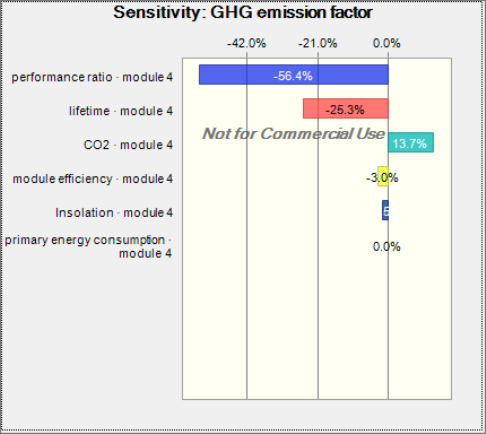 Sensitivity: GHG emission factor
-42.0% -21.0% 0.0%
performance ratio · module 4 -56.4%
lifetime · module 4 -25.3%
Not for Commercial Use
CO2 · module 4 13.7%
module efficiency · module 4 -3.0%
Insolation · module 4
primary energy consumption ·
module 4 0.0%